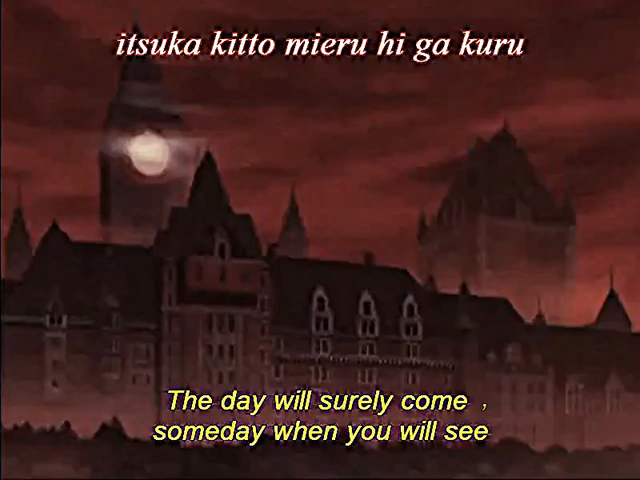 itsuka kitto mieru hi ga kuru
The day will surely come ,
someday when you will see